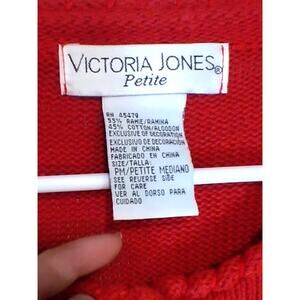 VICTORIA JONES®
Petite
RN 45479
55% RAMIE/RAMINA
45% COTTON/ALGODON
EXCLUSIVE OF DECORATION
EXCLUSIVO DE DECORACION
MADE IN CHINA
FABRICADO EN CHINA
SIZE/TALLA:
PM/PETITE MEDIANO
SEE REVERSE SIDE
FOR CARE
VER AL DORSO PARA
CUIDADO